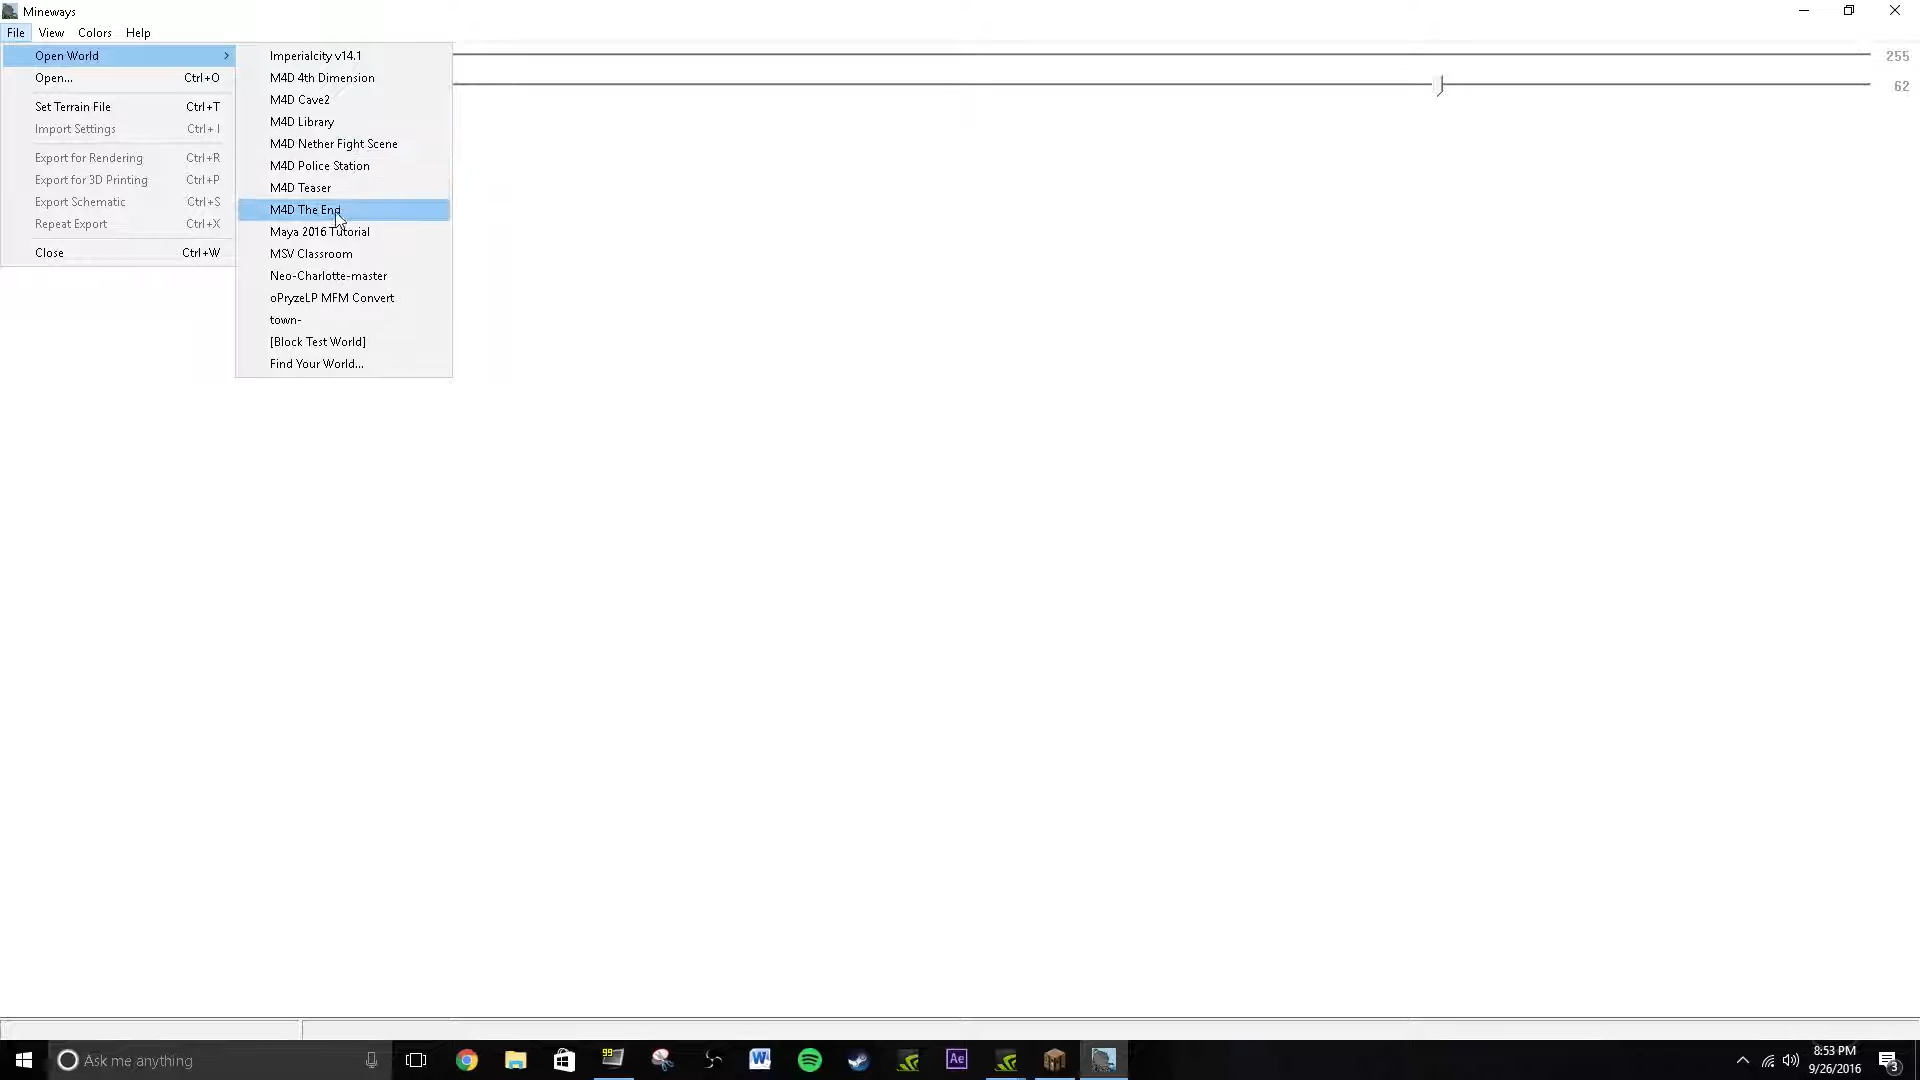 Mineways
File View Colors Help
Open World
Open... Ctrl+O
Set Terrain File Ctrl+T
Import Settings Ctrl+ I
Export for Rendering Ctrl+R
Export for 3D Printing Ctrl+P
Export Schematic Ctrl+S
Repeat Export Ctrl+X
Close Ctrl+W
Imperialcity v14.1
M4D 4th Dimension
M4D Cave2
M4D Library
M4D Nether Fight Scene
M4D Police Station
M4D Teaser
M4D The End
Maya 2016 Tutorial
MSV Classroom
Neo-Charlotte-master
oPryzeLP MFM Convert
town-
[Block Test World]
Find Your World...
255
62
Ask me anything
99
W
Ae
8:53 PM
9/26/2016
3